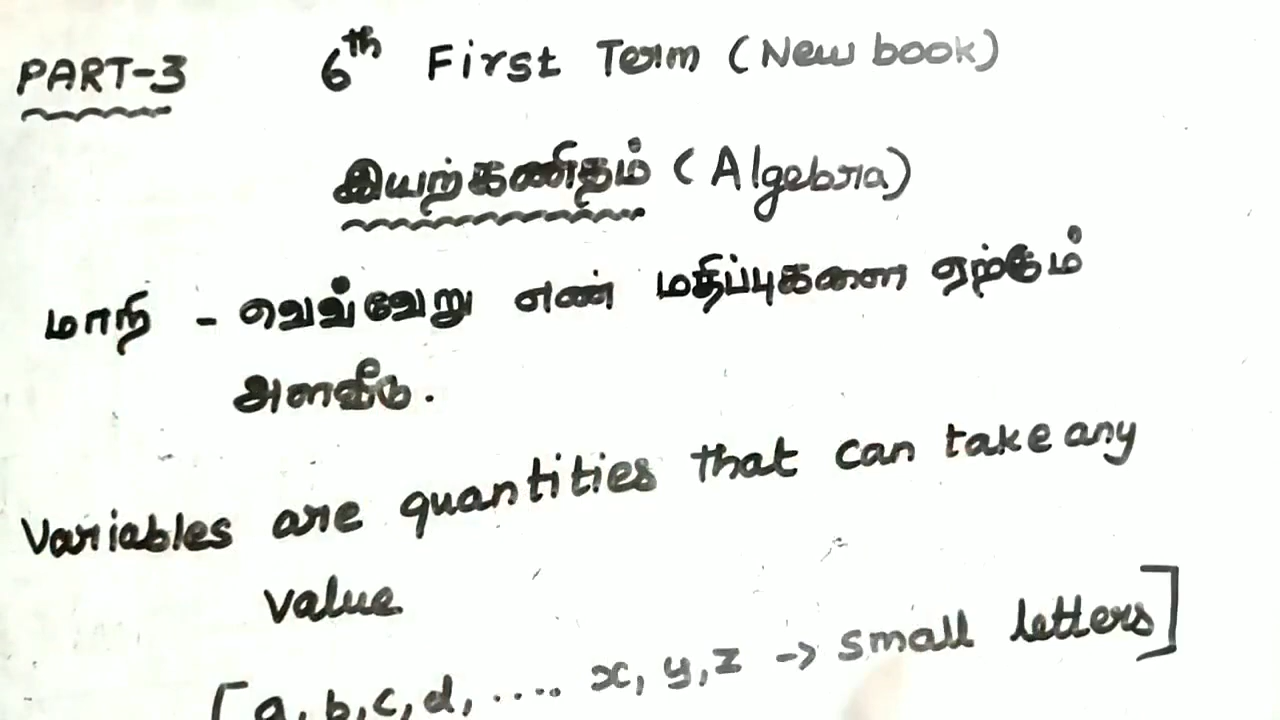 PART-3 6th First Term (New book)
இயற்கணிதம் (Algebra)
மாறி - வெவ்வேறு எண் மதிப்புகளை ஏற்கும்
அளவீடு.
Variables are quantities that can take any
value
[a, b, c, d, .... x, y, z -> small letters]